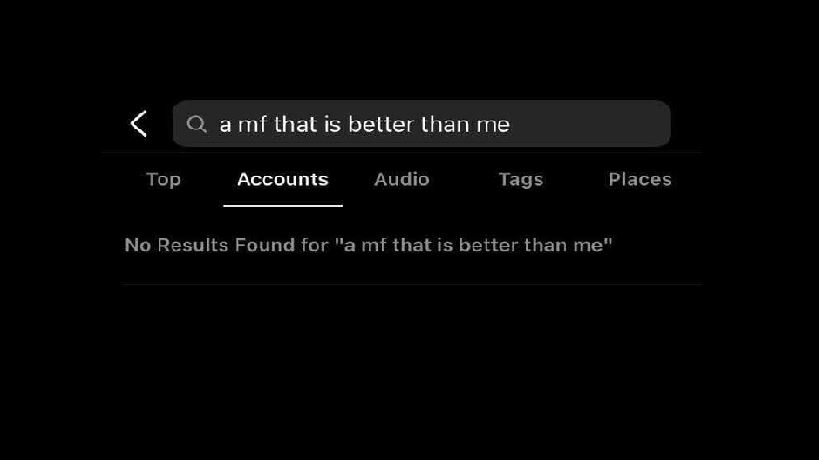 a mf that is better than me
Top Accounts Audio Tags Places
No Results Found for "a mf that is better than me"